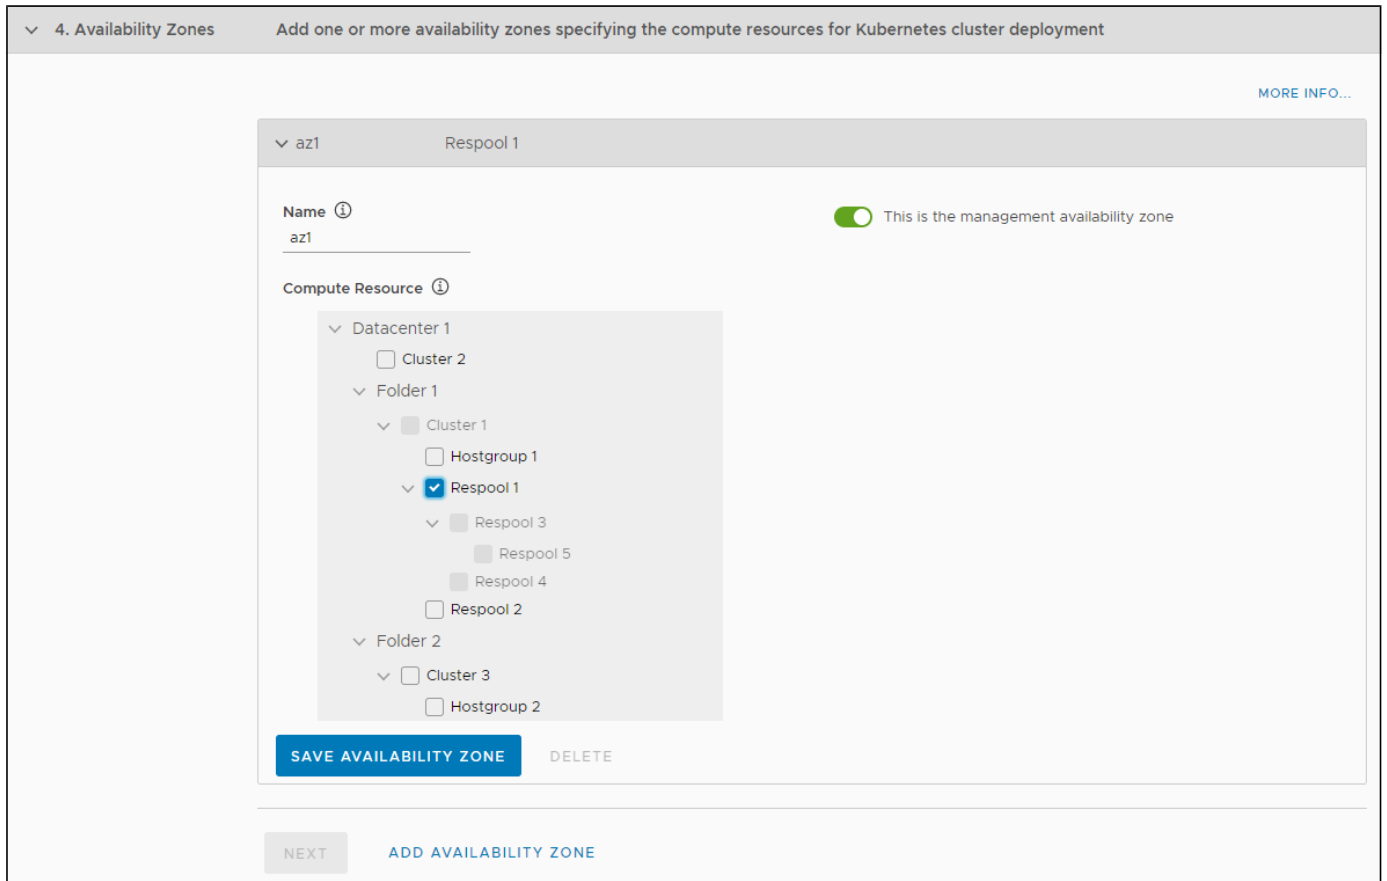 4. Availability Zones Add one or more availability zones specifying the compute resources for Kubernetes cluster deployment
MORE INFO...
az1 Respool 1
Name
This is the management availability zone
az1
Compute Resource
Datacenter 1
Cluster 2
Folder 1
Cluster 1
Hostgroup 1
Respool 1
Respool 3
Respool 5
Respool 4
Respool 2
Folder 2
Cluster 3
Hostgroup 2
SAVE AVAILABILITY ZONE DELETE
NEXT ADD AVAILABILITY ZONE